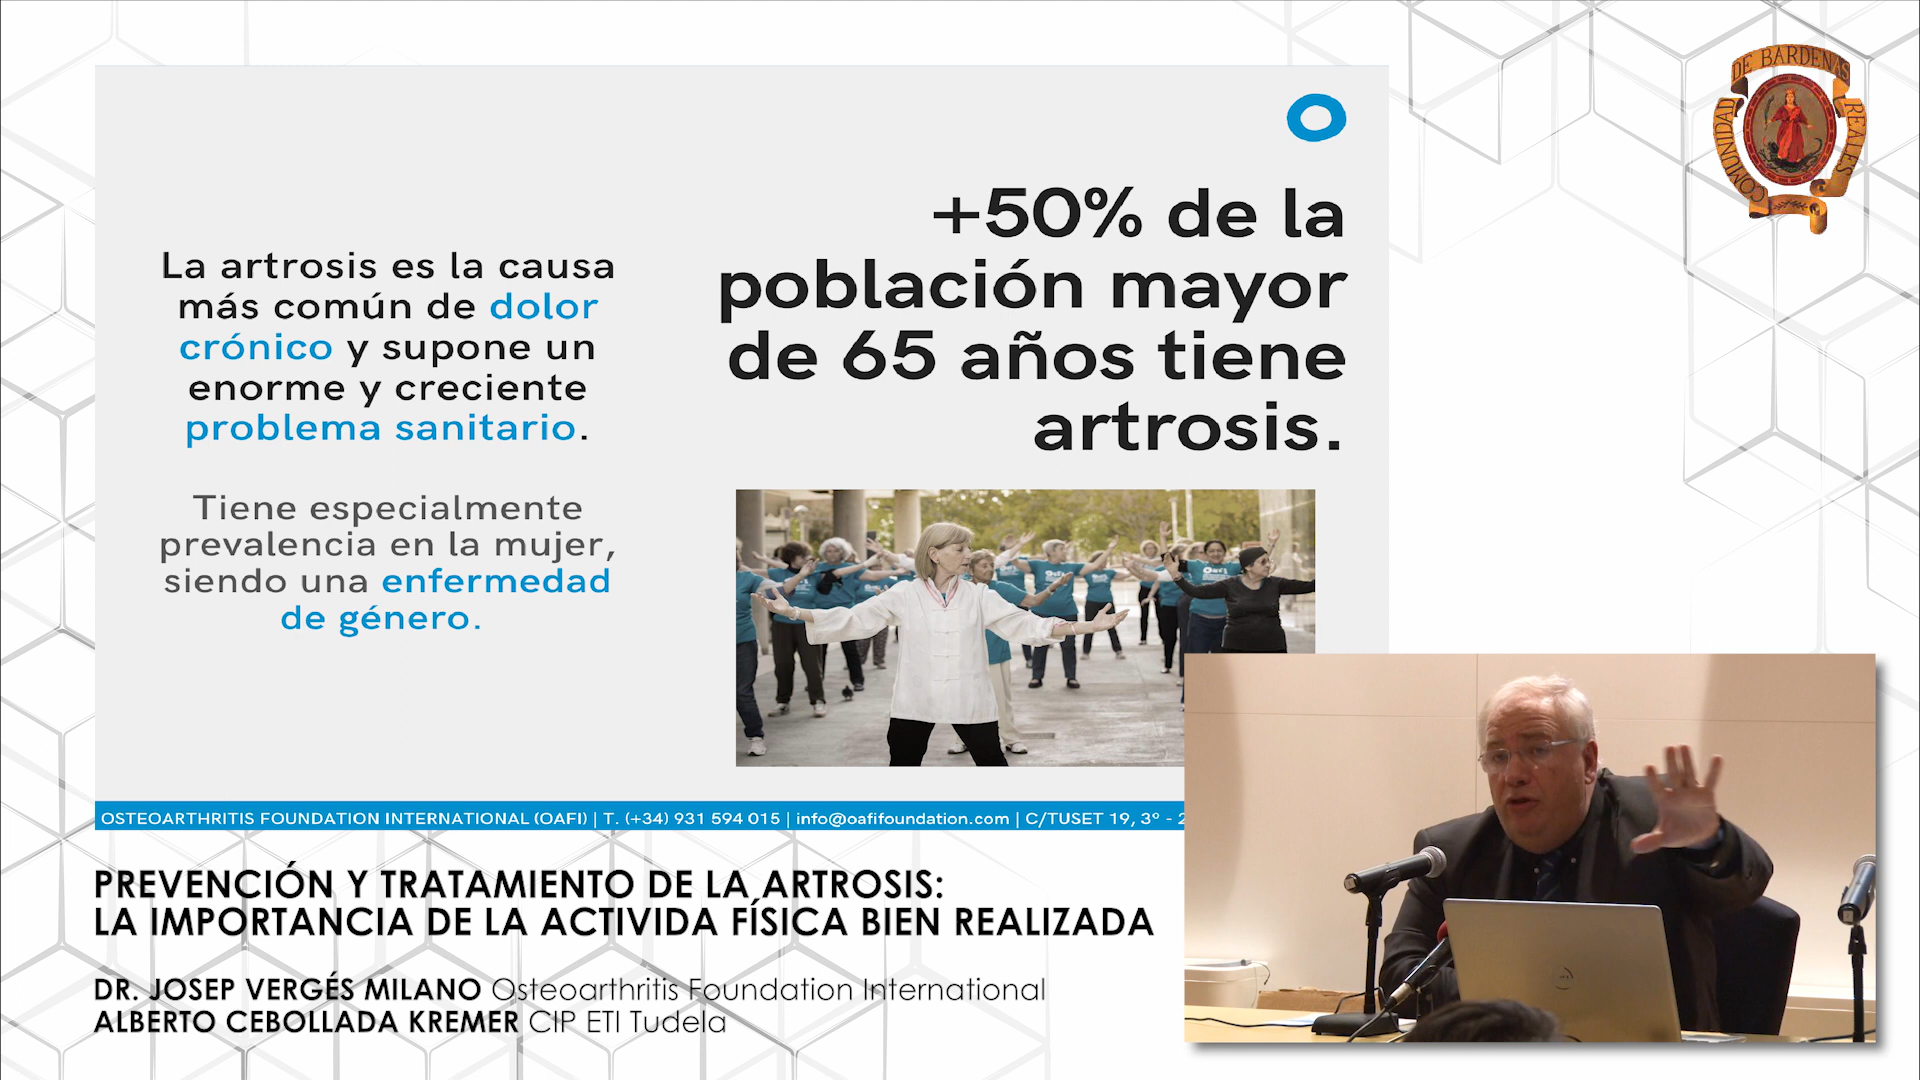 La artrosis es la causa
más común de dolor
crónico y supone un
enorme y creciente
problema sanitario.
Tiene especialmente
prevalencia en la mujer,
siendo una enfermedad
de género.
+50% de la
población mayor
de 65 años tiene
artrosis.
OSTEOARTHRITIS FOUNDATION INTERNATIONAL (OAFI) | T. (+34) 931 594 015 | info@oafifoundation.com | C/TUSET 19, 3º - 2
PREVENCIÓN Y TRATAMIENTO DE LA ARTROSIS:
LA IMPORTANCIA DE LA ACTIVIDA FÍSICA BIEN REALIZADA
DR. JOSEP VERGÉS MILANO Osteoarthritis Foundation International
ALBERTO CEBOLLADA KREMER CIP ETI Tudela
COMUNIDAD
DE BARDENAS
REALES